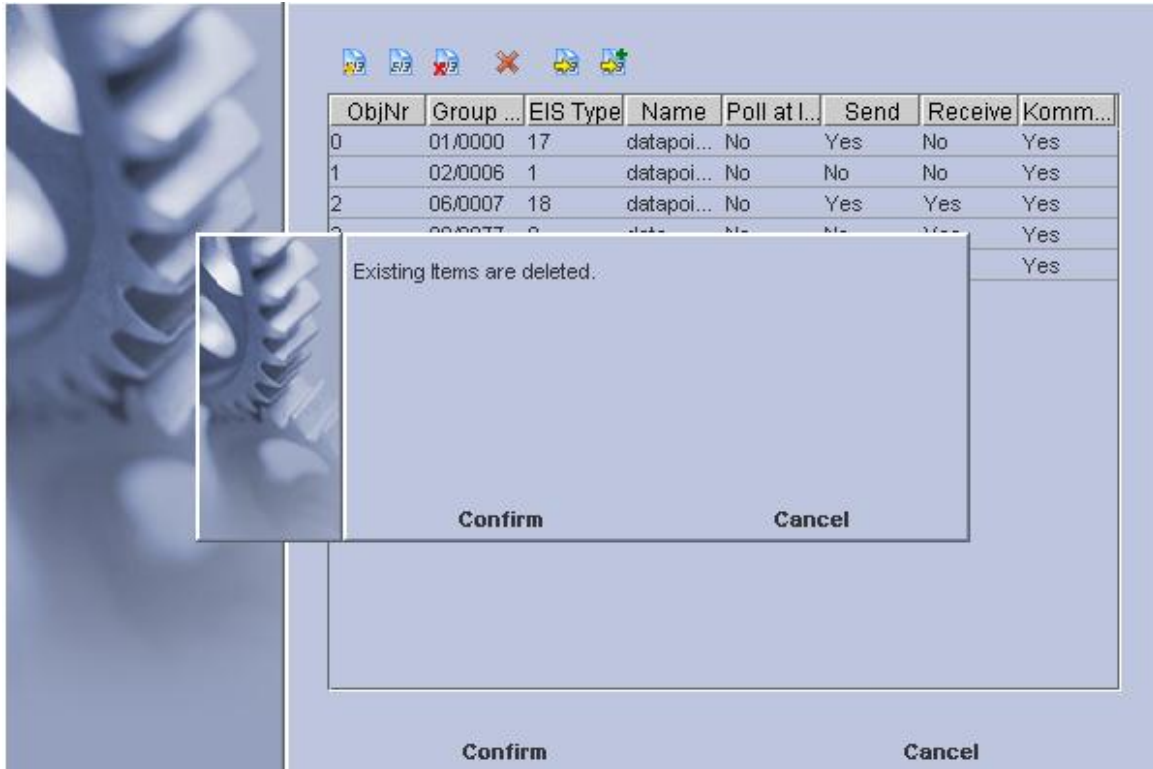 ObjNr Group ... EIS Type Name Poll at I... Send Receive Komm...
0 01/0000 17 datapoi... No Yes No Yes
1 02/0006 1 datapoi... No No No Yes
2 06/0007 18 datapoi... No Yes Yes Yes
Yes
Yes
Existing Items are deleted.
Confirm Cancel
Confirm Cancel